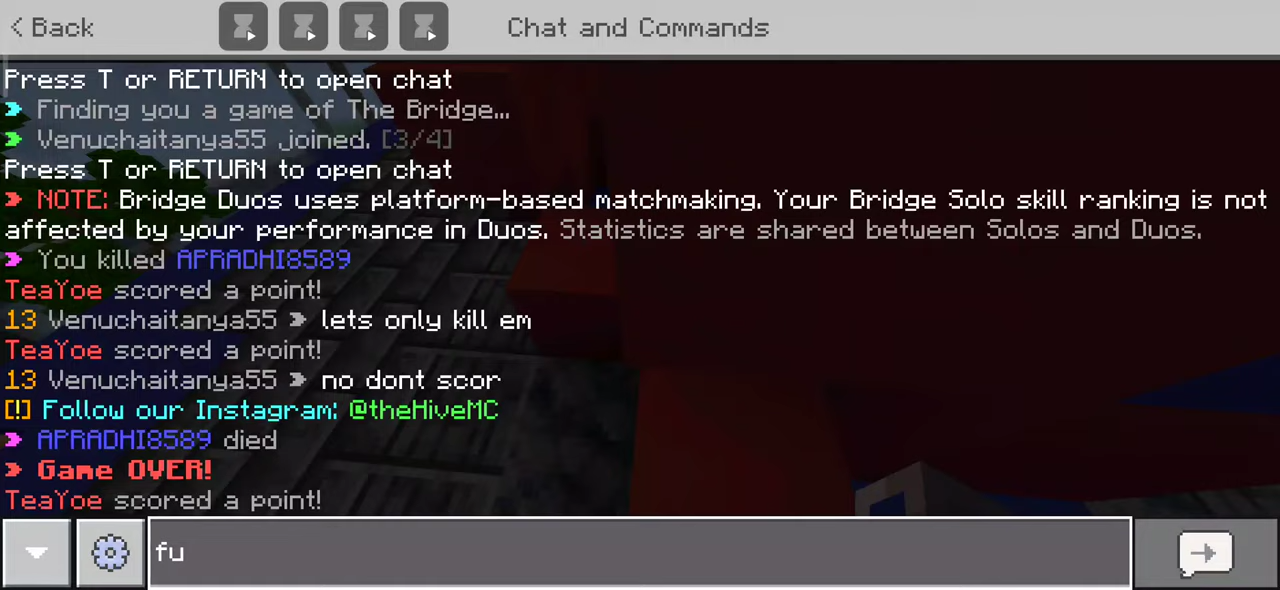 < Back
Chat and Commands
Press T or RETURN to open chat
Finding you a game of The Bridge...
Venuchaitanya55 joined. [3/4]
Press T or RETURN to open chat
NOTE: Bridge Duos uses platform-based matchmaking. Your Bridge Solo skill ranking is not
affected by your performance in Duos. Statistics are shared between Solos and Duos.
You killed APRADHI8589
TeaYoe scored a point!
13 Venuchaitanya55 » lets only kill em
TeaYoe scored a point!
13 Venuchaitanya55 » no dont scor
[!] Follow our Instagram: @theHiveMC
APRADHI8589 died
Game OVER!
TeaYoe scored a point!
fu